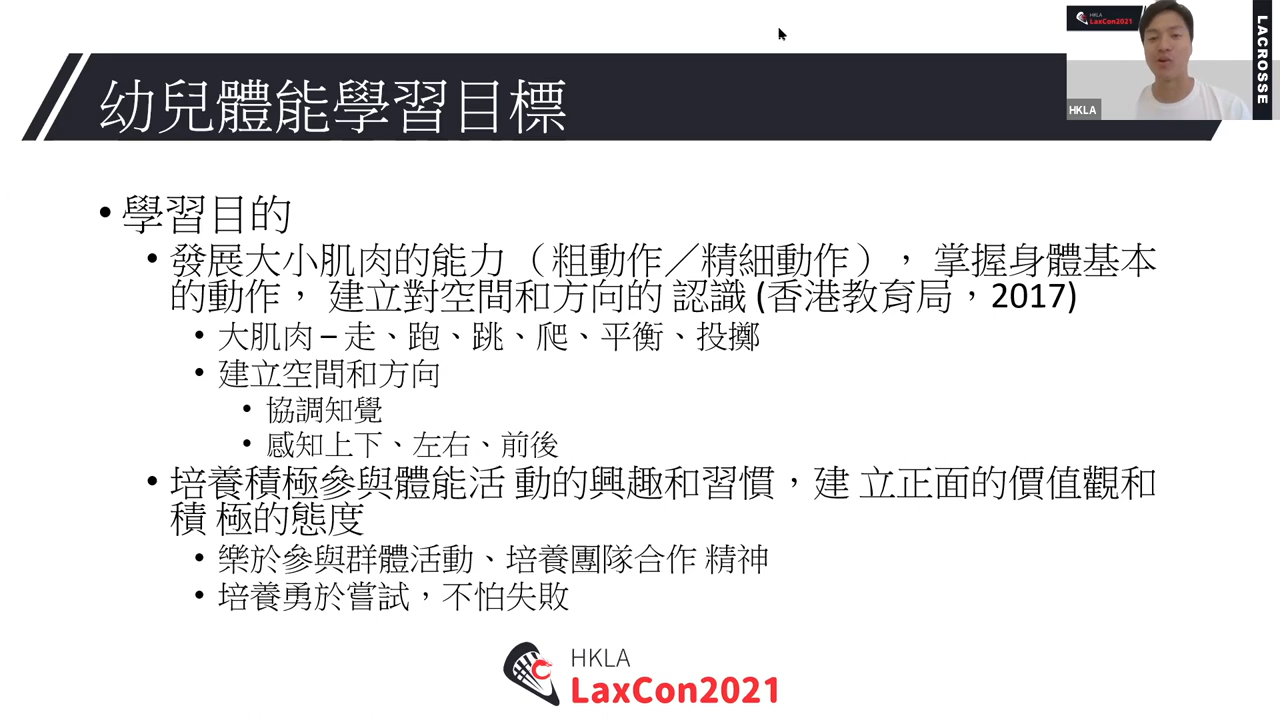 HKLA
LaxCon2021
LACROSSE
HKLA
幼兒體能學習目標
• 學習目的
• 發展大小肌肉的能力（粗動作／精細動作）， 掌握身體基本
的動作， 建立對空間和方向的 認識 (香港教育局，2017)
• 大肌肉 – 走、跑、跳、爬、平衡、投擲
• 建立空間和方向
• 協調知覺
• 感知上下、左右、前後
• 培養積極參與體能活 動的興趣和習慣，建 立正面的價值觀和
積 極的態度
• 樂於參與群體活動、培養團隊合作 精神
• 培養勇於嘗試，不怕失敗
HKLA
LaxCon2021